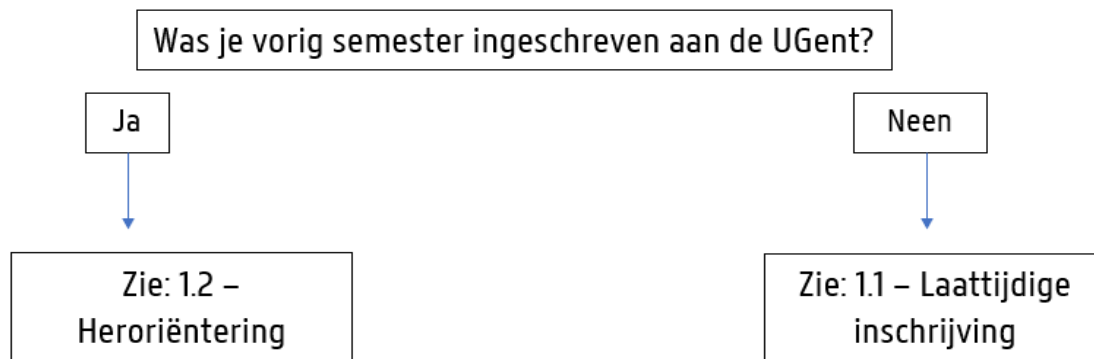 Was je vorig semester ingeschreven aan de UGent?
Ja
Neen
Zie: 1.2 –
Heroriëntering
Zie: 1.1 – Laattijdige
inschrijving